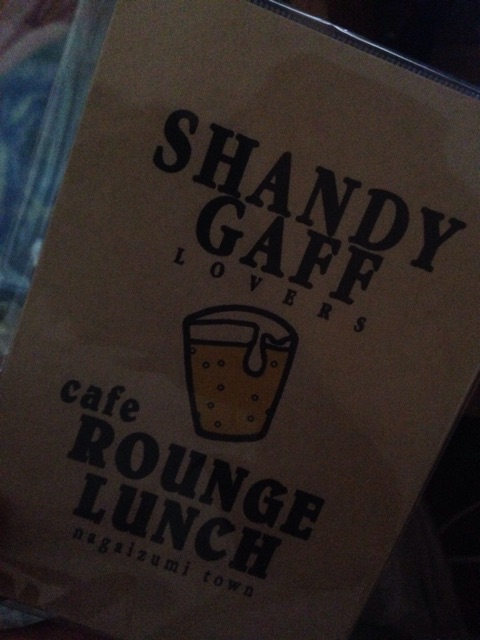 SHANDY
GAFF
LOVERS
cafe
ROUNGE
LUNCH
nagaizumi town